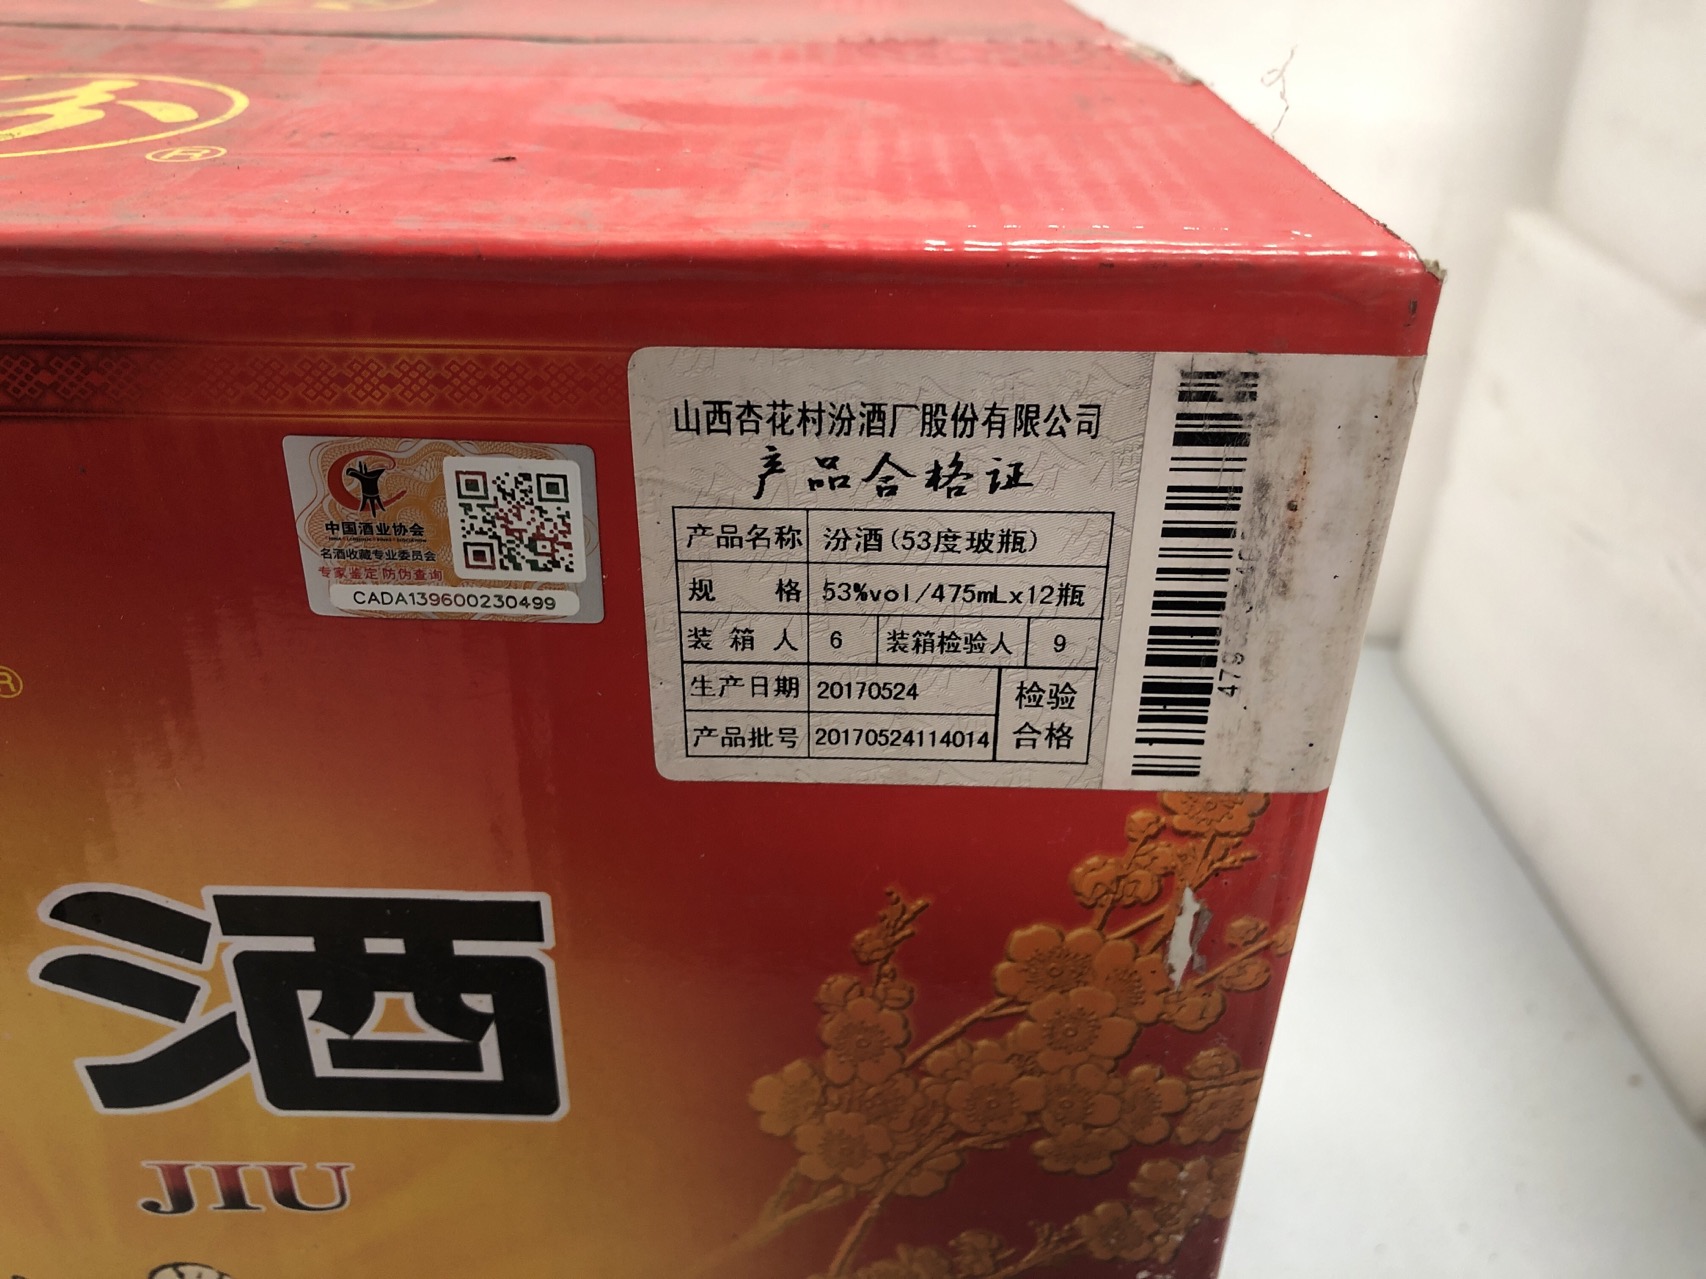 ®
山西杏花村汾酒厂股份有限公司
产品合格证
产品名称 汾酒(53度玻瓶)
规 格 53%vol/475mLx12瓶
装箱人 6 装箱检验人 9
生产日期 20170524
产品批号 20170524114014
检验
合格
479
中国酒业协会
名酒收藏专业委员会
专家鉴定 防伪查询
CADA139600230499
®
酒
JIU